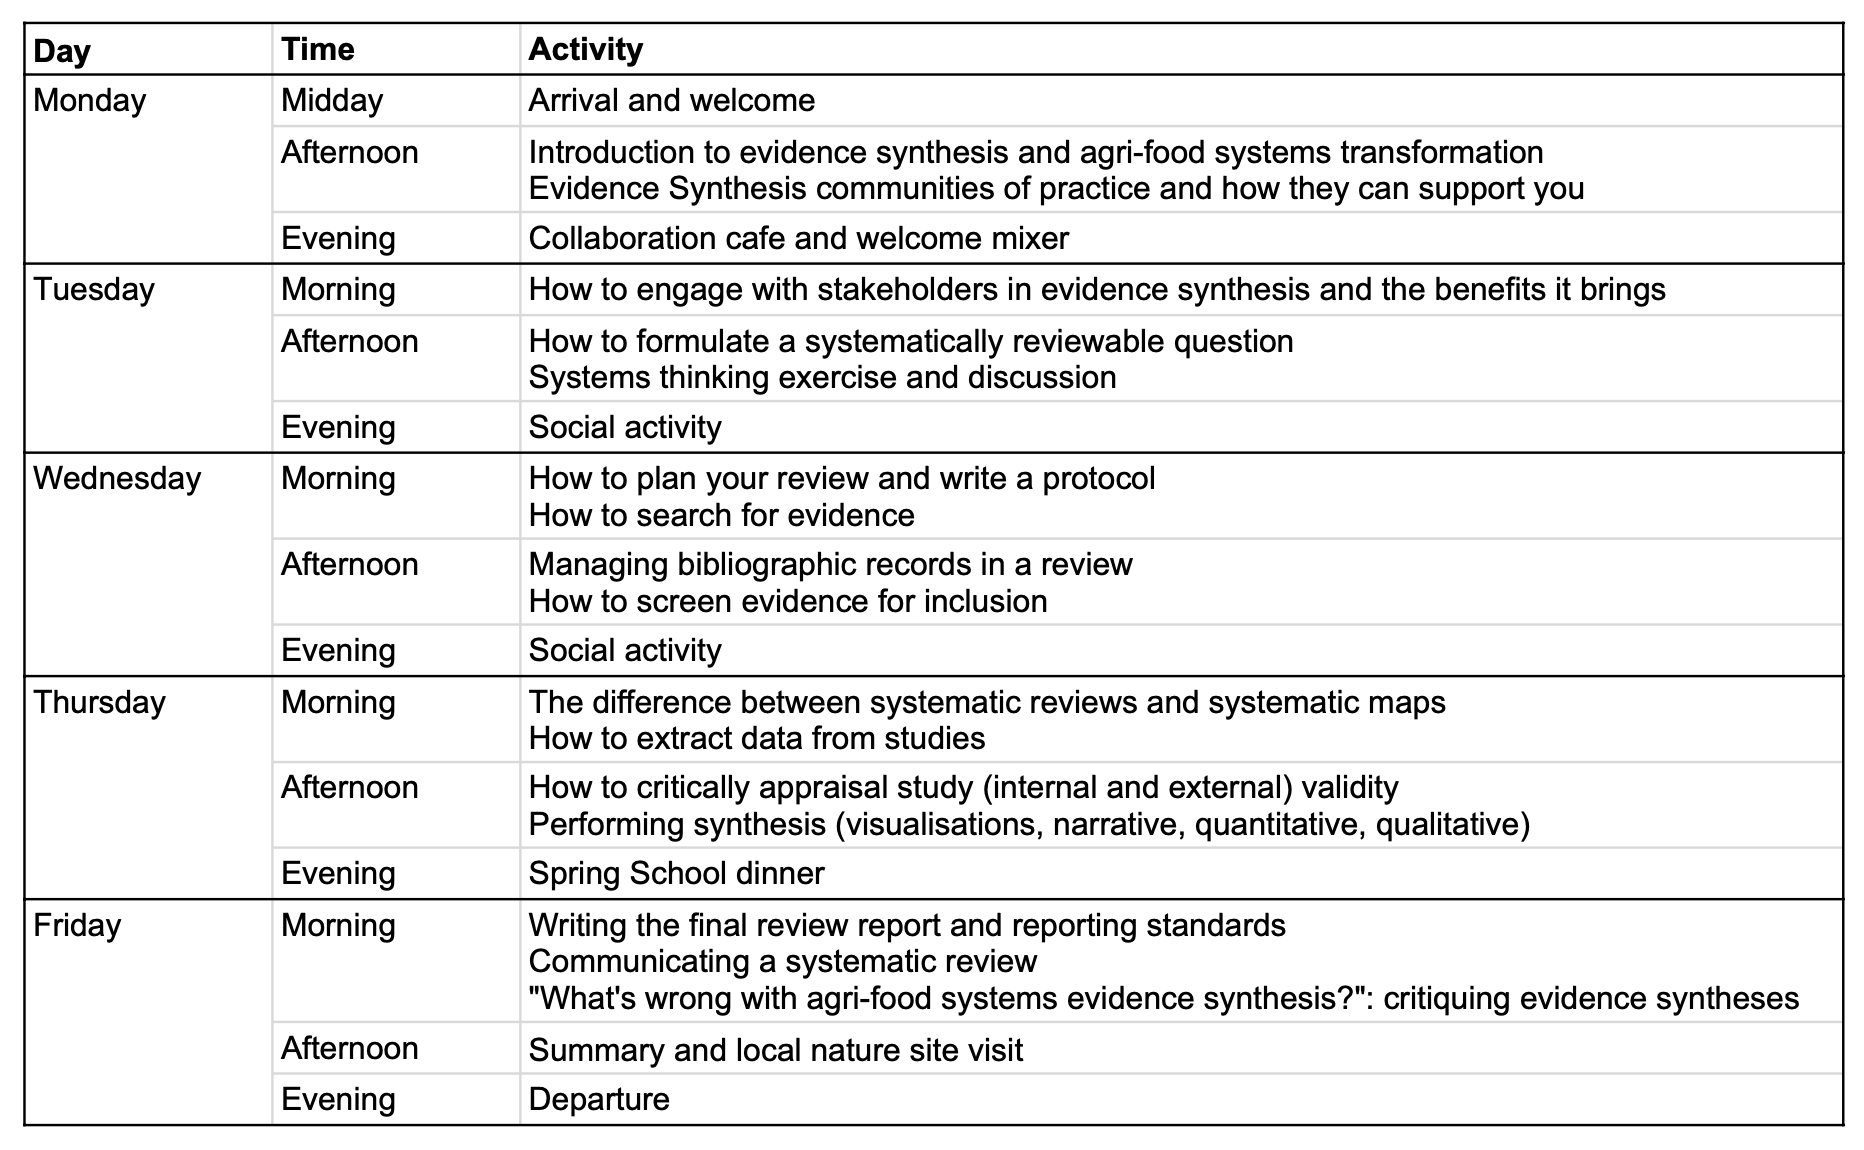 Day Time Activity
Monday Midday Arrival and welcome
Afternoon Introduction to evidence synthesis and agri-food systems transformation
Evidence Synthesis communities of practice and how they can support you
Evening Collaboration cafe and welcome mixer
Tuesday Morning How to engage with stakeholders in evidence synthesis and the benefits it brings
Afternoon How to formulate a systematically reviewable question
Systems thinking exercise and discussion
Evening Social activity
Wednesday Morning How to plan your review and write a protocol
How to search for evidence
Afternoon Managing bibliographic records in a review
How to screen evidence for inclusion
Evening Social activity
Thursday Morning The difference between systematic reviews and systematic maps
How to extract data from studies
Afternoon How to critically appraisal study (internal and external) validity
Performing synthesis (visualisations, narrative, quantitative, qualitative)
Evening Spring School dinner
Friday Morning Writing the final review report and reporting standards
Communicating a systematic review
"What's wrong with agri-food systems evidence synthesis?": critiquing evidence syntheses
Afternoon Summary and local nature site visit
Evening Departure